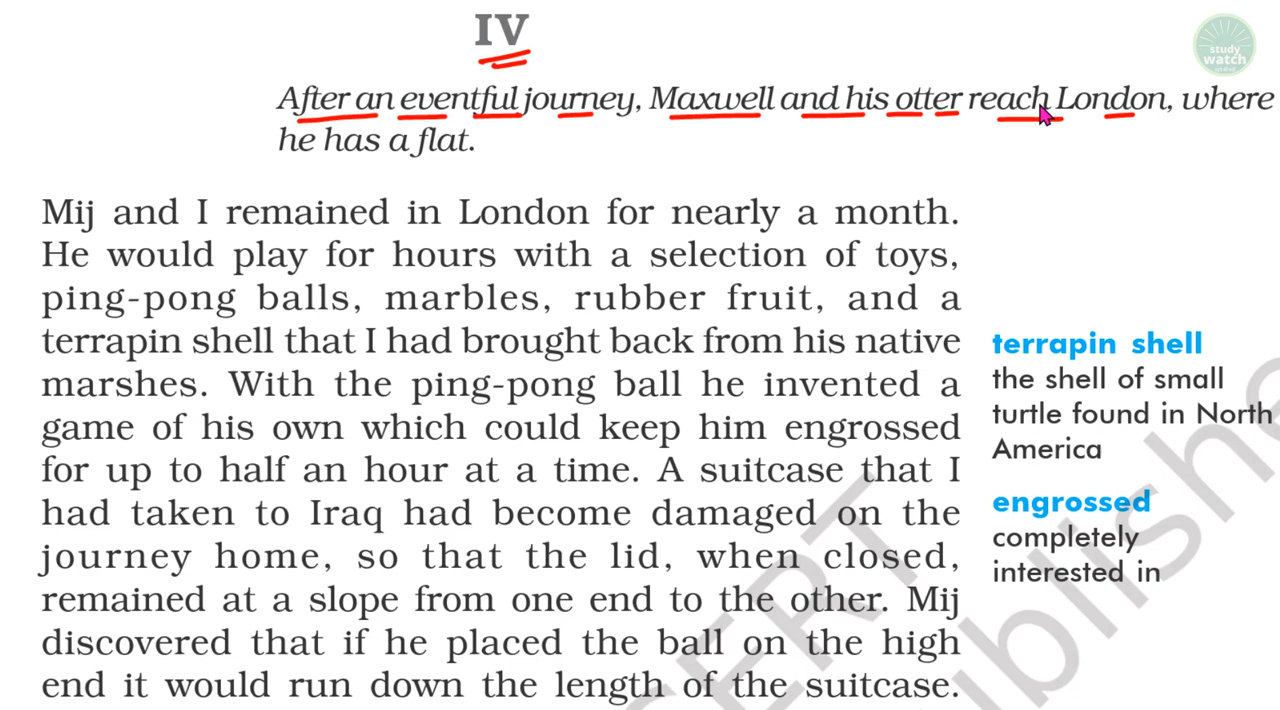 IV
study
watch
After an eventful journey, Maxwell and his otter reach London, where
he has a flat.
Mij and I remained in London for nearly a month.
He would play for hours with a selection of toys,
ping-pong balls, marbles, rubber fruit, and a
terrapin shell that I had brought back from his native
marshes. With the ping-pong ball he invented a
game of his own which could keep him engrossed
for up to half an hour at a time. A suitcase that I
had taken to Iraq had become damaged on the
journey home, so that the lid, when closed,
remained at a slope from one end to the other. Mij
discovered that if he placed the ball on the high
end it would run down the length of the suitcase.
terrapin shell
the shell of small
turtle found in North
America
engrossed
completely
interested in